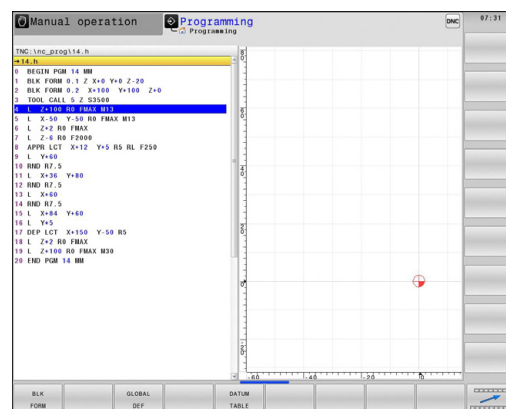 Manual operation
Programming
Programming
DNC
07:31
TNC:\nc_prog\14.h
→14.h
0 BEGIN PGM 14 MM
1 BLK FORM 0.1 Z X+0 Y+0 Z-20
2 BLK FORM 0.2 X+100 Y+100 Z+0
3 TOOL CALL 5 Z S3500
4 L Z+100 R0 FMAX M13
5 L X-50 Y-50 R0 FMAX M13
6 L Z+2 R0 FMAX
7 L Z-6 R0 F2000
8 APPR LCT X+12 Y+5 R5 RL F250
9 L Y+60
10 RND R7.5
11 L X+36 Y+80
12 RND R7.5
13 L X+60
14 RND R7.5
15 L X+84 Y+60
16 L Y+5
17 DEP LCT X+150 Y-50 R5
18 L Z+2 R0 FMAX
19 L Z+100 R0 FMAX M30
20 END PGM 14 MM
-60 -40 -20 0
BLK FORM
GLOBAL DEF
DATUM TABLE